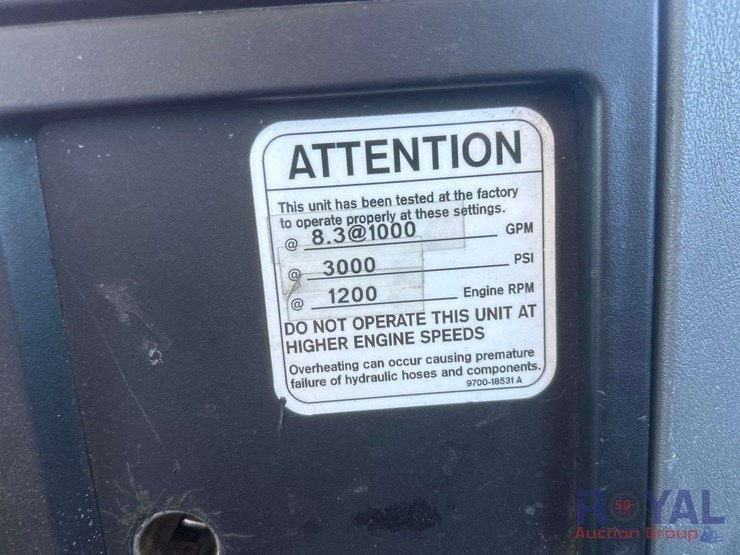 ATTENTION
This unit has been tested at the factory
to operate properly at these settings.
@ 8.3@1000 GPM
@ 3000 PSI
@ 1200 Engine RPM
DO NOT OPERATE THIS UNIT AT
HIGHER ENGINE SPEEDS
Overheating can occur causing premature
failure of hydraulic hoses and components.
9700-18531 A
ROYAL
Auction Group